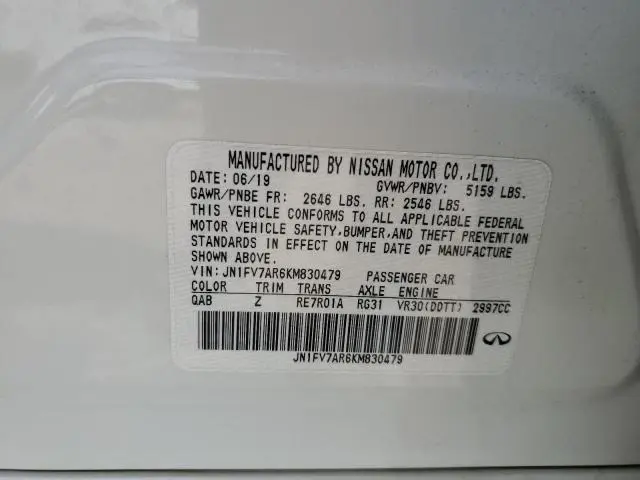 MANUFACTURED BY NISSAN MOTOR CO.,LTD.
DATE: 06/19 GVWR/PNBV: 5159 LBS.
GAWR/PNBE FR: 2646 LBS. RR: 2546 LBS.
THIS VEHICLE CONFORMS TO ALL APPLICABLE FEDERAL
MOTOR VEHICLE SAFETY,BUMPER,AND THEFT PREVENTION
STANDARDS IN EFFECT ON THE DATE OF MANUFACTURE
SHOWN ABOVE.
VIN: JN1FV7AR6KM830479 PASSENGER CAR
COLOR TRIM TRANS AXLE ENGINE
QAB Z RE7R01A RG31 VR30(DDTT) 2997CC
JN1FV7AR6KM830479